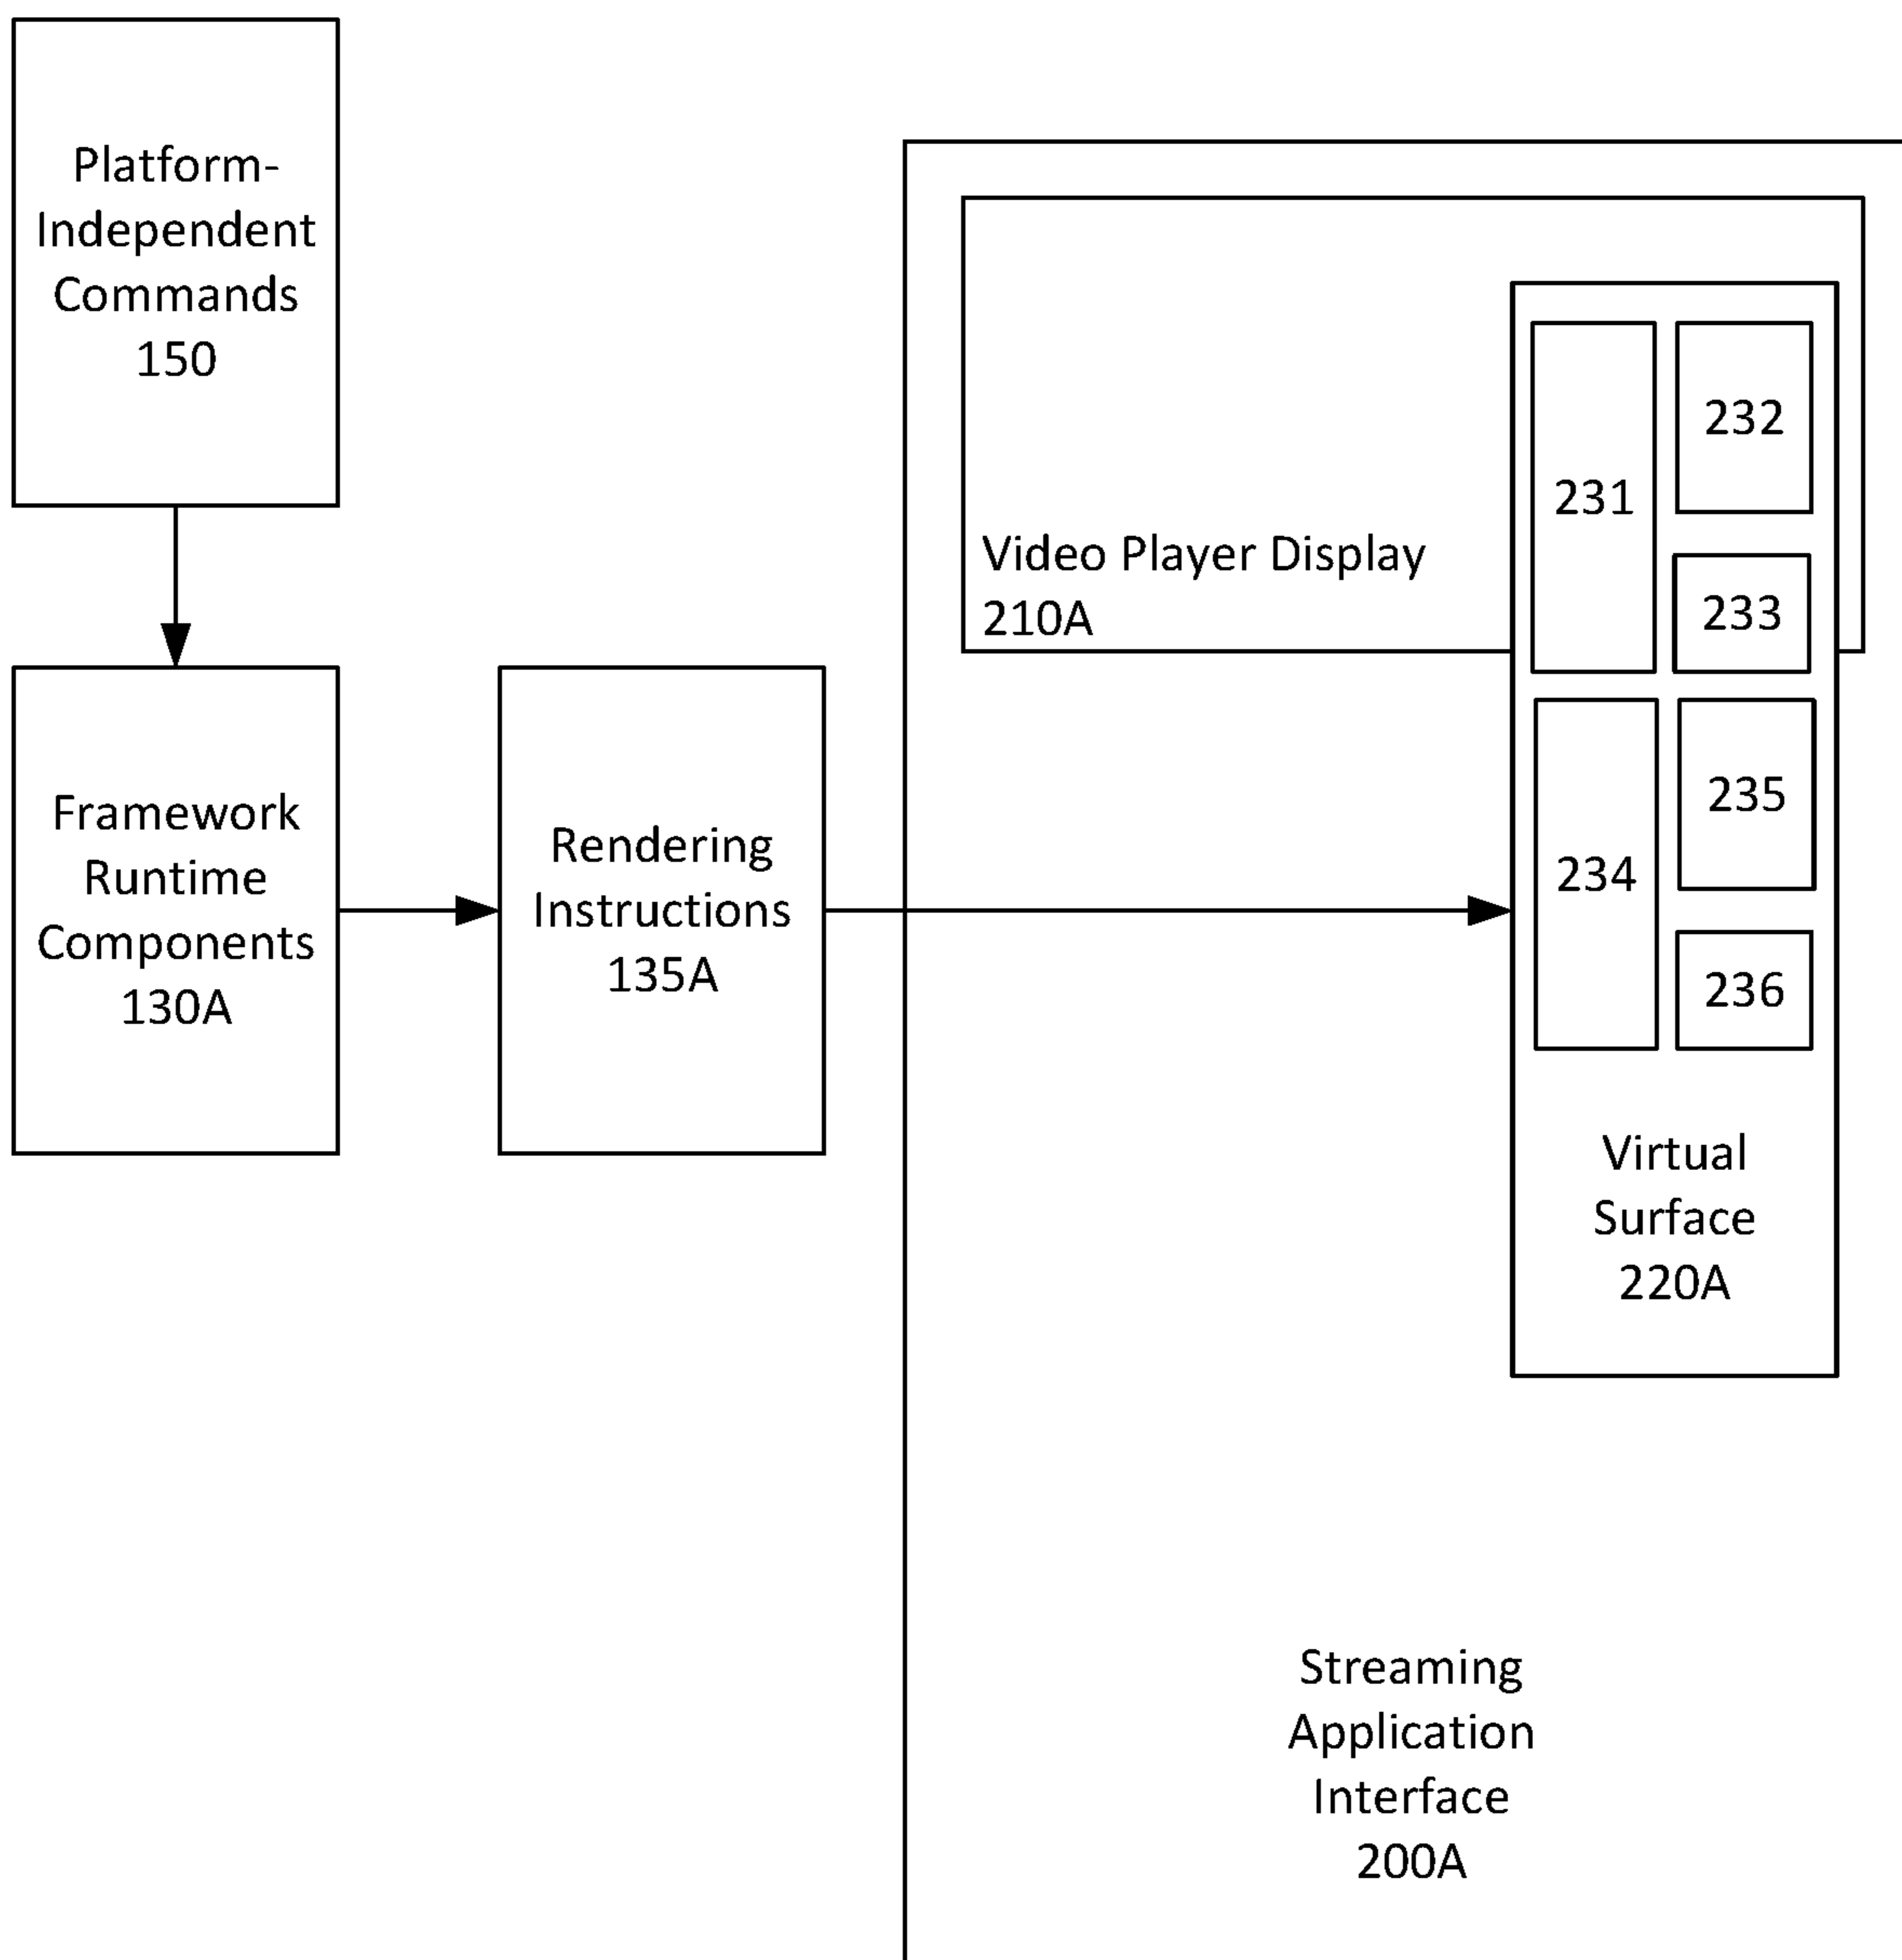 Platform-
Independent
Commands
150
Framework
Runtime
Components
130A
Rendering
Instructions
135A
Video Player Display
210A
231
232
233
234
235
236
Virtual
Surface
220A
Streaming
Application
Interface
200A